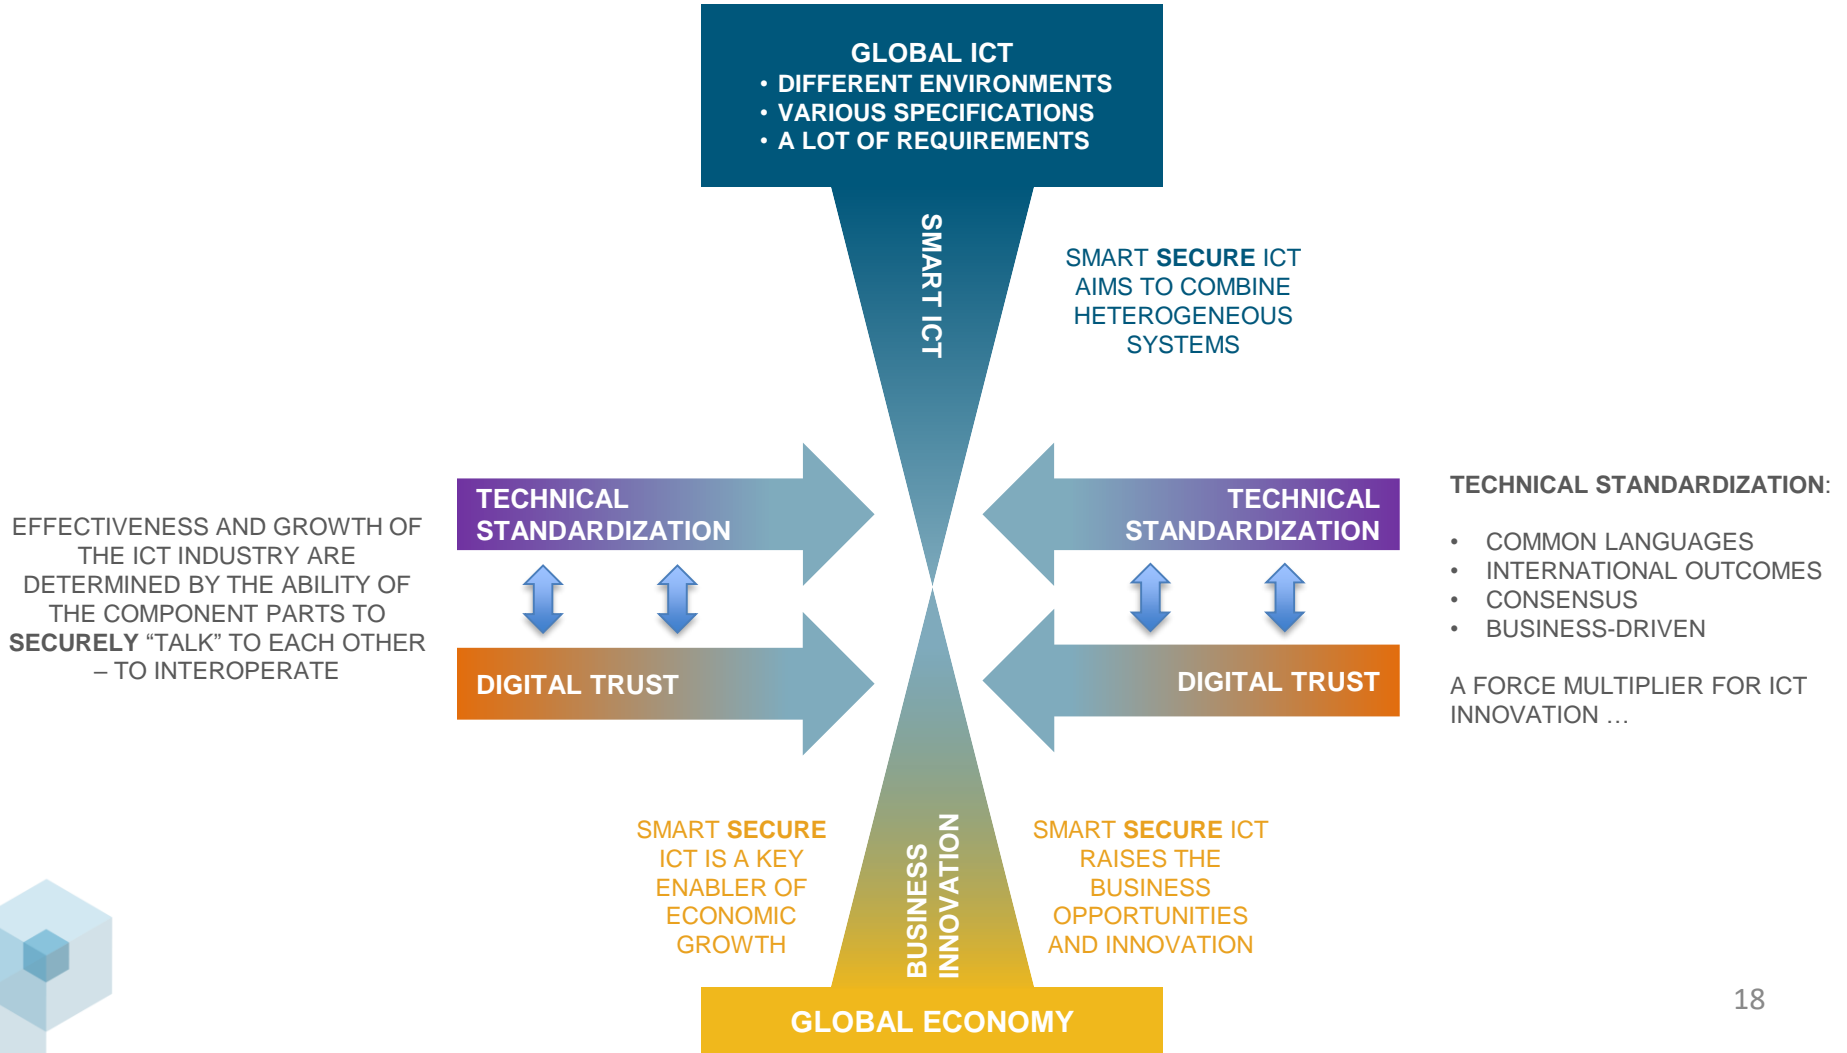 GLOBAL ICT
• DIFFERENT ENVIRONMENTS
• VARIOUS SPECIFICATIONS
• A LOT OF REQUIREMENTS
SMART ICT
SMART SECURE ICT
AIMS TO COMBINE
HETEROGENEOUS
SYSTEMS
EFFECTIVENESS AND GROWTH OF
THE ICT INDUSTRY ARE
DETERMINED BY THE ABILITY OF
THE COMPONENT PARTS TO
SECURELY “TALK” TO EACH OTHER
– TO INTEROPERATE
TECHNICAL
STANDARDIZATION
DIGITAL TRUST
TECHNICAL
STANDARDIZATION
DIGITAL TRUST
TECHNICAL STANDARDIZATION:
• COMMON LANGUAGES
• INTERNATIONAL OUTCOMES
• CONSENSUS
• BUSINESS-DRIVEN
A FORCE MULTIPLIER FOR ICT
INNOVATION …
SMART SECURE
ICT IS A KEY
ENABLER OF
ECONOMIC
GROWTH
BUSINESS
INNOVATION
SMART SECURE ICT
RAISES THE
BUSINESS
OPPORTUNITIES
AND INNOVATION
GLOBAL ECONOMY
18